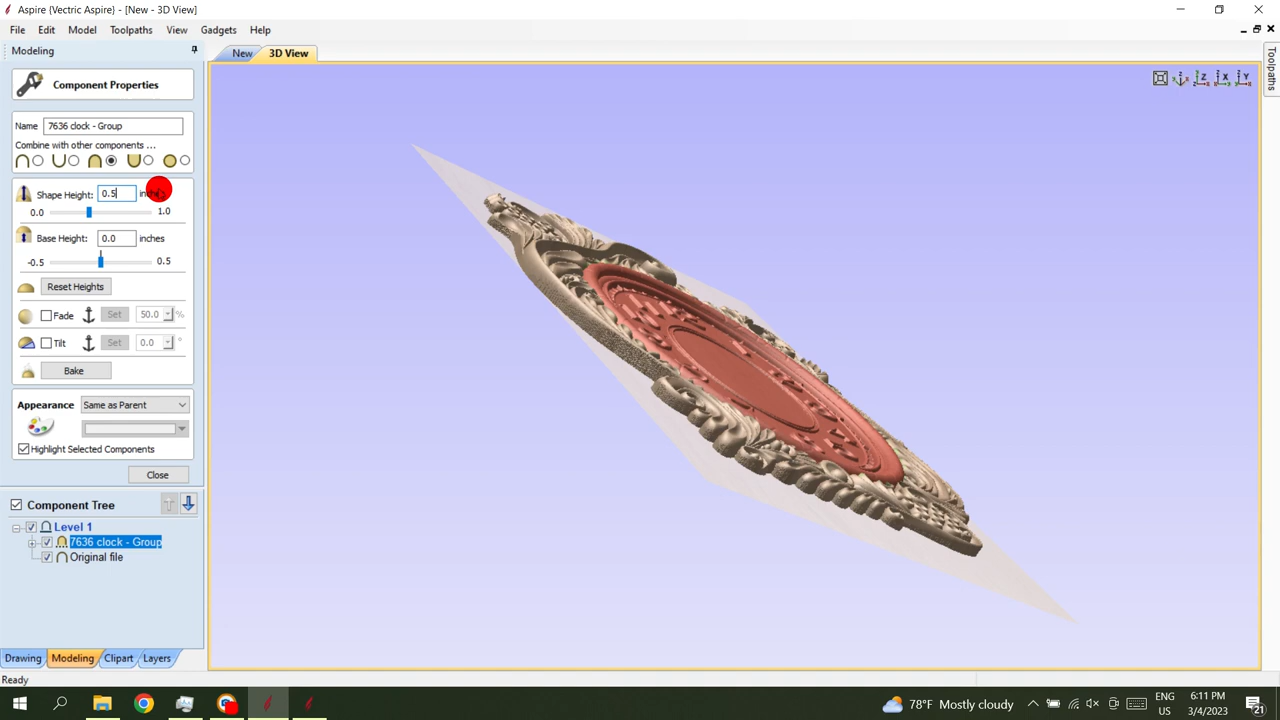 Aspire {Vectric Aspire} - [New - 3D View]
File Edit Model Toolpaths View Gadgets Help
Modeling
New 3D View
Toolpaths
Component Properties
Name 7636 clock - Group
Combine with other components ...
Shape Height: 0.5
0.0 1.0
Base Height: 0.0 inches
-0.5 0.5
Reset Heights
Fade Set 50.0 %
Tilt Set 0.0 °
Bake
Appearance Same as Parent
Highlight Selected Components
Close
Component Tree
Level 1
7636 clock - Group
Original file
Drawing Modeling Clipart Layers
Ready
78°F Mostly cloudy
ENG
US
6:11 PM
3/4/2023
21